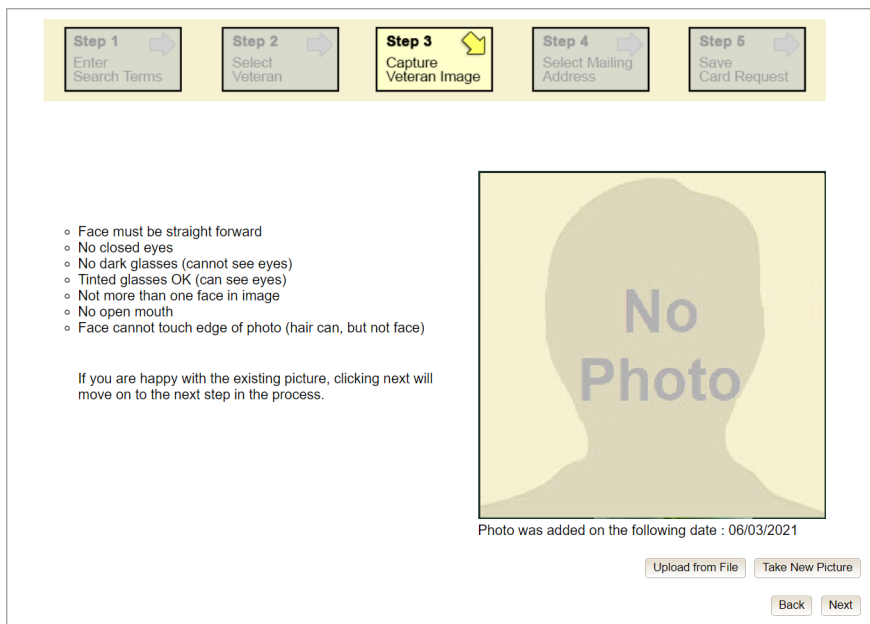 Step 1
Enter
Search Terms
Step 2
Select
Veteran
Step 3
Capture
Veteran Image
Step 4
Select Mailing
Address
Step 5
Save
Card Request
Face must be straight forward
No closed eyes
No dark glasses (cannot see eyes)
Tinted glasses OK (can see eyes)
Not more than one face in image
No open mouth
Face cannot touch edge of photo (hair can, but not face)
If you are happy with the existing picture, clicking next will
move on to the next step in the process.
No
Photo
Photo was added on the following date : 06/03/2021
Upload from File
Take New Picture
Back
Next